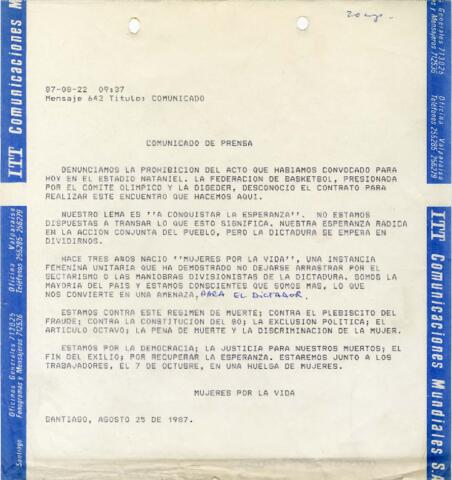 20 ago.
87-08-22 09:37
Mensaje 642 Titulo: COMUNICADO
COMUNICADO DE PRENSA
DENUNCIAMOS LA PROHIBICION DEL ACTO QUE HABIAMOS CONVOCADO PARA
HOY EN EL ESTADIO NATANIEL. LA FEDERACION DE BASKETBOL, PRESIONADA
POR EL COMITE OLIMPICO Y LA DIGEDER, DESCONOCIO EL CONTRATO PARA
REALIZAR ESTE ENCUENTRO QUE HACEMOS AQUI.
NUESTRO LEMA ES ''A CONQUISTAR LA ESPERANZA''. NO ESTAMOS
DISPUESTAS A TRANSAR LO QUE ESTO SIGNIFICA. NUESTRA ESPERANZA RADICA
EN LA ACCION CONJUNTA DEL PUEBLO, PERO LA DICTADURA SE EMPEÑA EN
DIVIDIRNOS.
HACE TRES AÑOS NACIO ''MUJERES POR LA VIDA'', UNA INSTANCIA
FEMENINA UNITARIA QUE HA DEMOSTRADO NO DEJARSE ARRASTRAR POR EL
SECTARISMO O LAS MANIOBRAS DIVISIONISTAS DE LA DICTADURA. SOMOS LA
MAYORIA DEL PAIS Y ESTAMOS CONSCIENTES QUE SOMOS MAS, LO QUE
NOS CONVIERTE EN UNA AMENAZA, PARA EL DICTADOR.
ESTAMOS CONTRA ESTE REGIMEN DE MUERTE; CONTRA EL PLEBISCITO DEL
FRAUDE; CONTRA LA CONSTITUCION DEL 80; LA EXCLUSION POLITICA; EL
ARTICULO OCTAVO; LA PENA DE MUERTE Y LA DISCRIMINACION DE LA MUJER.
ESTAMOS POR LA DEMOCRACIA; LA JUSTICIA PARA NUESTROS MUERTOS; EL
FIN DEL EXILIO; POR RECUPERAR LA ESPERANZA. ESTAREMOS JUNTO A LOS
TRABAJADORES, EL 7 DE OCTUBRE, EN UNA HUELGA DE MUJERES.
MUJERES POR LA VIDA
SANTIAGO, AGOSTO 25 DE 1987.
ITT Comunicaciones M
Oficina Valparaiso
Teléfonos 255285 - 256279
Oficinas Generales 713025
Fonogramas y Mensajeros 712536
Santiago
s Generales 713025
y Mensajeros 712536
Oficina Valparaiso
Teléfonos 255285 - 256279
ITT Comunicaciones Mundiales S.A